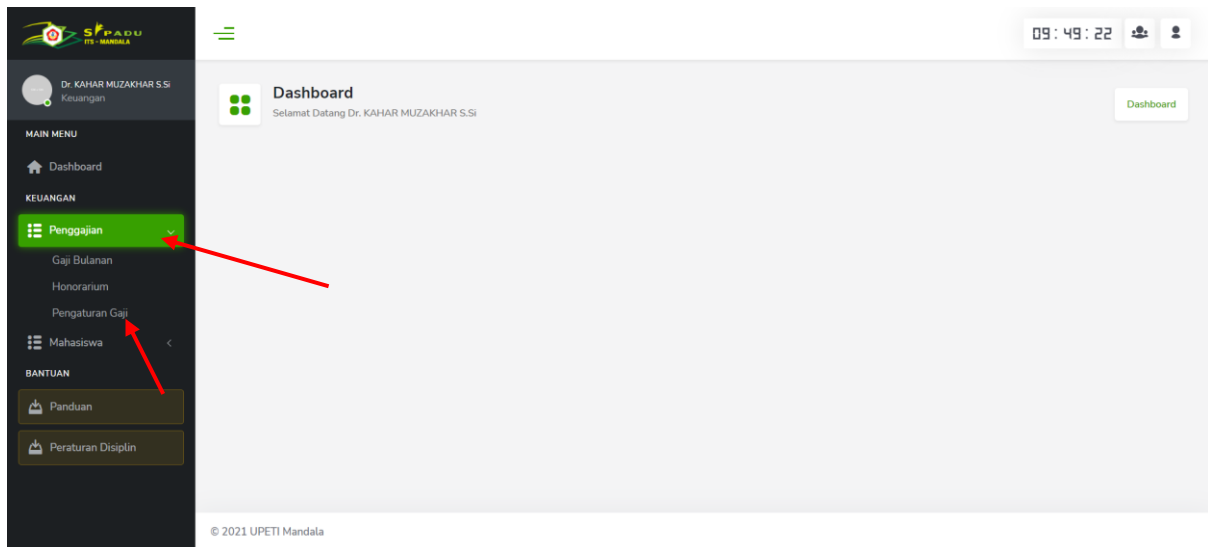 SIPADU
ITS - MANDALA
09:49:22
Dr. KAHAR MUZAKHAR S.Si
Keuangan
Dashboard
Selamat Datang Dr. KAHAR MUZAKHAR S.Si
Dashboard
MAIN MENU
Dashboard
KEUANGAN
Penggajian
Gaji Bulanan
Honorarium
Pengaturan Gaji
Mahasiswa
BANTUAN
Panduan
Peraturan Disiplin
© 2021 UPETI Mandala